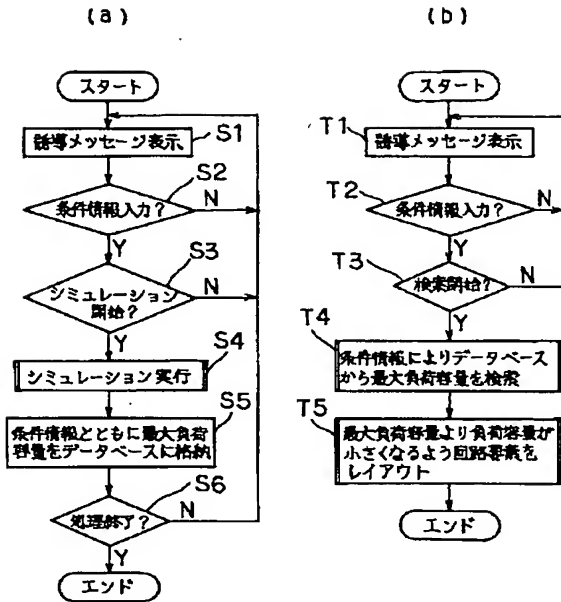 (a)
スタート
誘導メッセージ表示
S1
S2
条件情報入力?
N
Y
S3
シミュレーション
開始?
N
Y
S4
シミュレーション実行
S5
条件情報とともに最大負荷
容量をデータベースに格納
S6
処理終了?
N
Y
エンド
(b)
スタート
T1
誘導メッセージ表示
T2
条件情報入力?
N
Y
T3
検索開始?
N
Y
T4
条件情報によりデータベース
から最大負荷容量を検索
T5
最大負荷容量より負荷容量が
小さくなるよう回路要素を
レイアウト
エンド